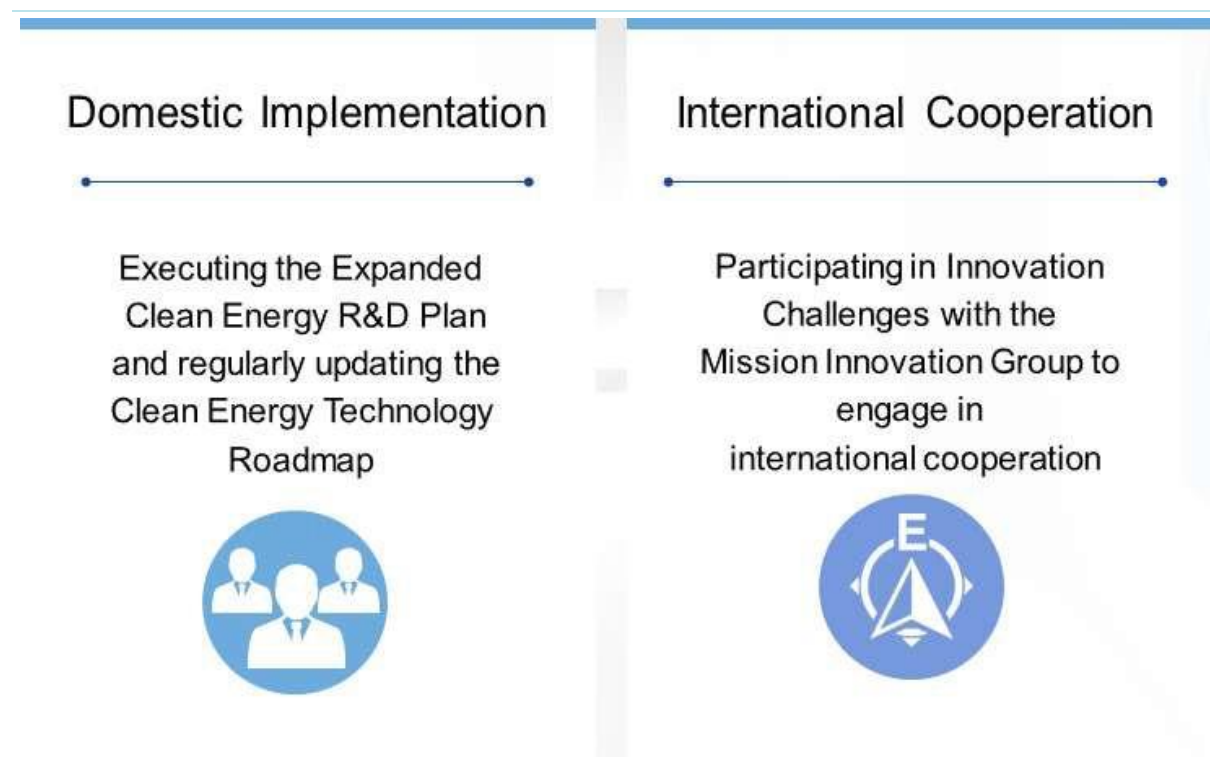 Domestic Implementation
Executing the Expanded
Clean Energy R&D Plan
and regularly updating the
Clean Energy Technology
Roadmap
International Cooperation
Participating in Innovation
Challenges with the
Mission Innovation Group to
engage in
international cooperation
E